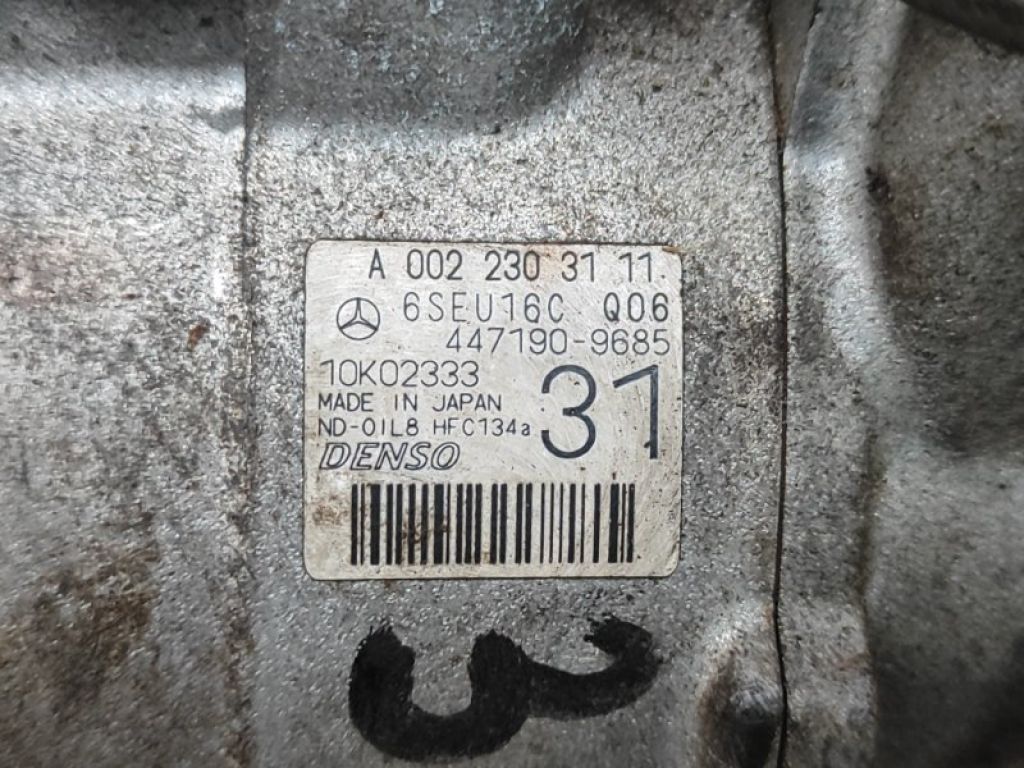 A 002 230 31 11.
6SEU16C Q06
447190-9685
10K02333
31
MADE IN JAPAN
ND-OIL8 HFC134a
DENSO